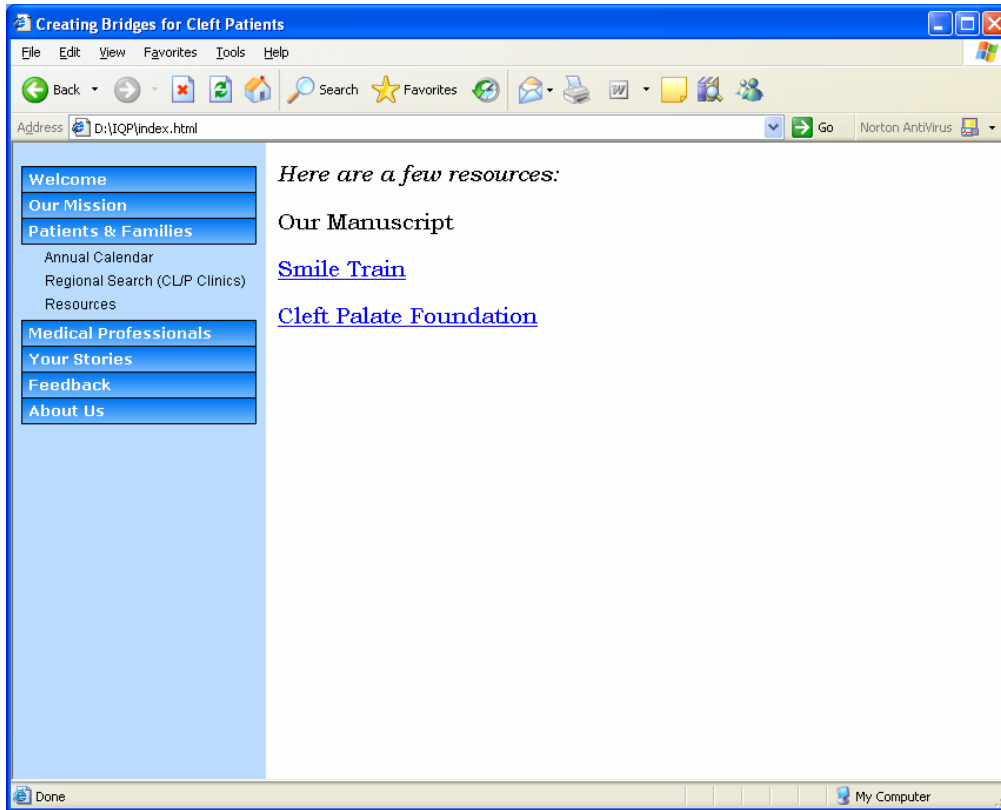 Creating Bridges for Cleft Patients
File Edit View Favorites Tools Help
Back Search Favorites
Address D:\IQP\index.html Go Norton AntiVirus
Welcome
Our Mission
Patients & Families
Annual Calendar
Regional Search (CL/P Clinics)
Resources
Medical Professionals
Your Stories
Feedback
About Us
Here are a few resources:
Our Manuscript
Smile Train
Cleft Palate Foundation
Done My Computer